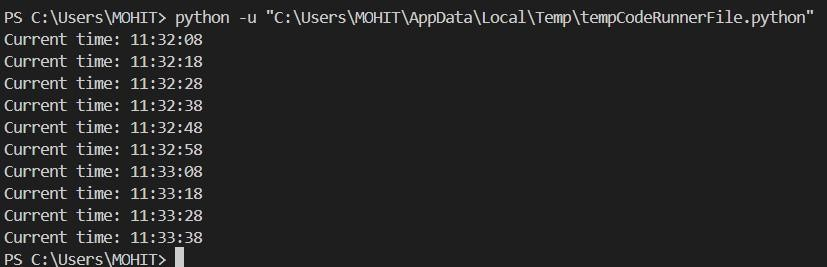 PS C:\Users\MOHIT> python -u "C:\Users\MOHIT\AppData\Local\Temp\tempCodeRunnerFile.python"
Current time: 11:32:08
Current time: 11:32:18
Current time: 11:32:28
Current time: 11:32:38
Current time: 11:32:48
Current time: 11:32:58
Current time: 11:33:08
Current time: 11:33:18
Current time: 11:33:28
Current time: 11:33:38
PS C:\Users\MOHIT>